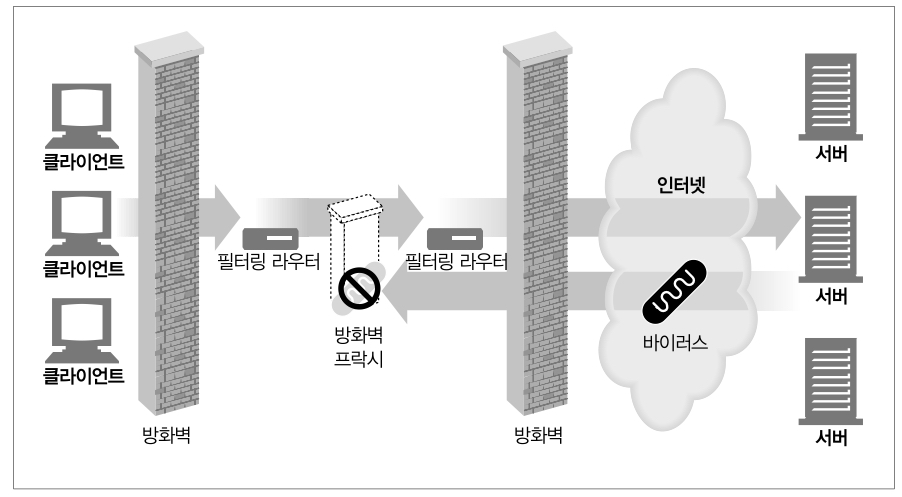 클라이언트
클라이언트
클라이언트
방화벽
필터링 라우터
방화벽
프락시
필터링 라우터
방화벽
인터넷
바이러스
서버
서버
서버